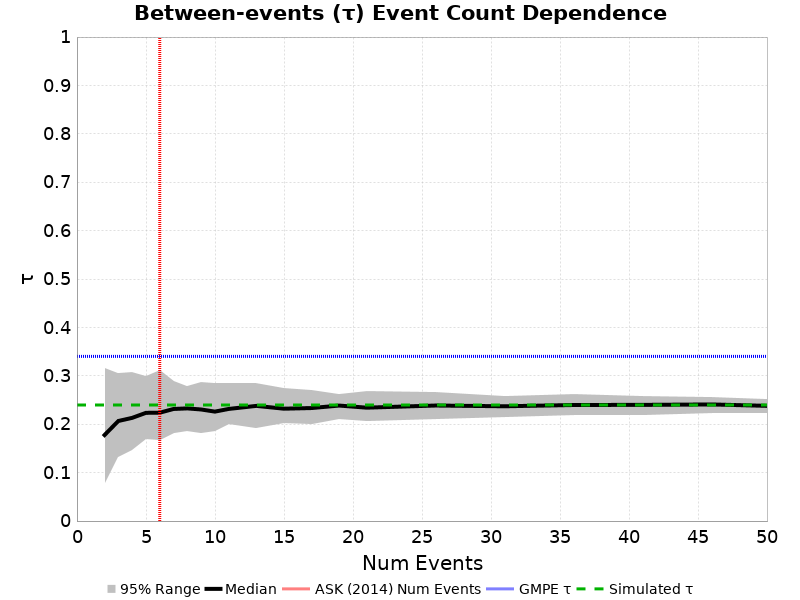 Between-events (τ) Event Count Dependence
1
0.9
0.8
0.7
0.6
0.5
0.4
0.3
0.2
0.1
0
τ
0 5 10 15 20 25 30 35 40 45 50
Num Events
95% Range Median ASK (2014) Num Events GMPE τ Simulated τ